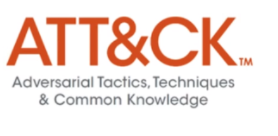 ATT&CK™
Adversarial Tactics, Techniques
& Common Knowledge